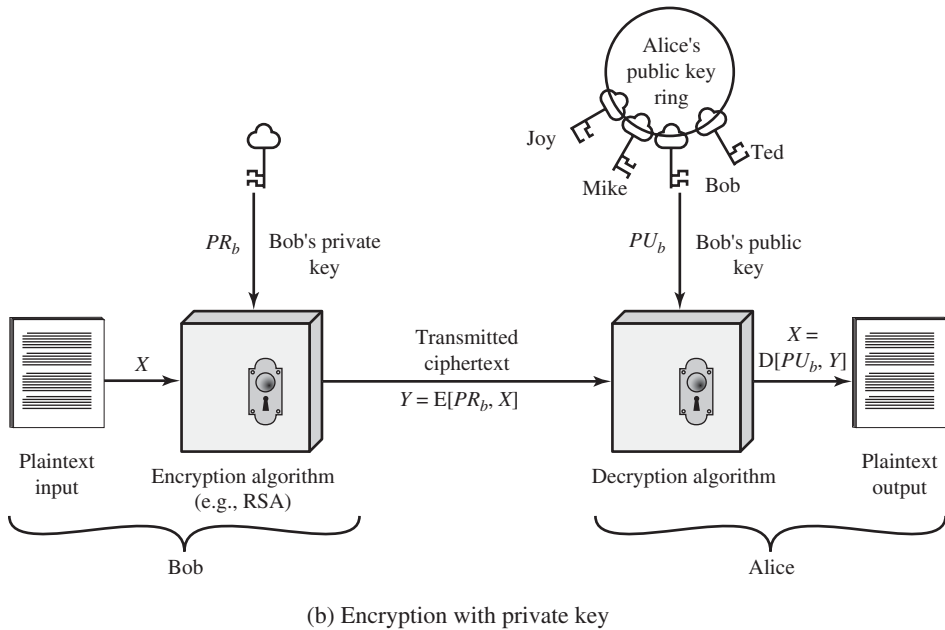 Alice's
public key
ring
Joy
Mike
Bob
Ted
PR_b
Bob's private
key
PU_b
Bob's public
key
X
Transmitted
ciphertext
Y = E[PR_b, X]
X =
D[PU_b, Y]
Plaintext
input
Encryption algorithm
(e.g., RSA)
Decryption algorithm
Plaintext
output
Bob
Alice
(b) Encryption with private key